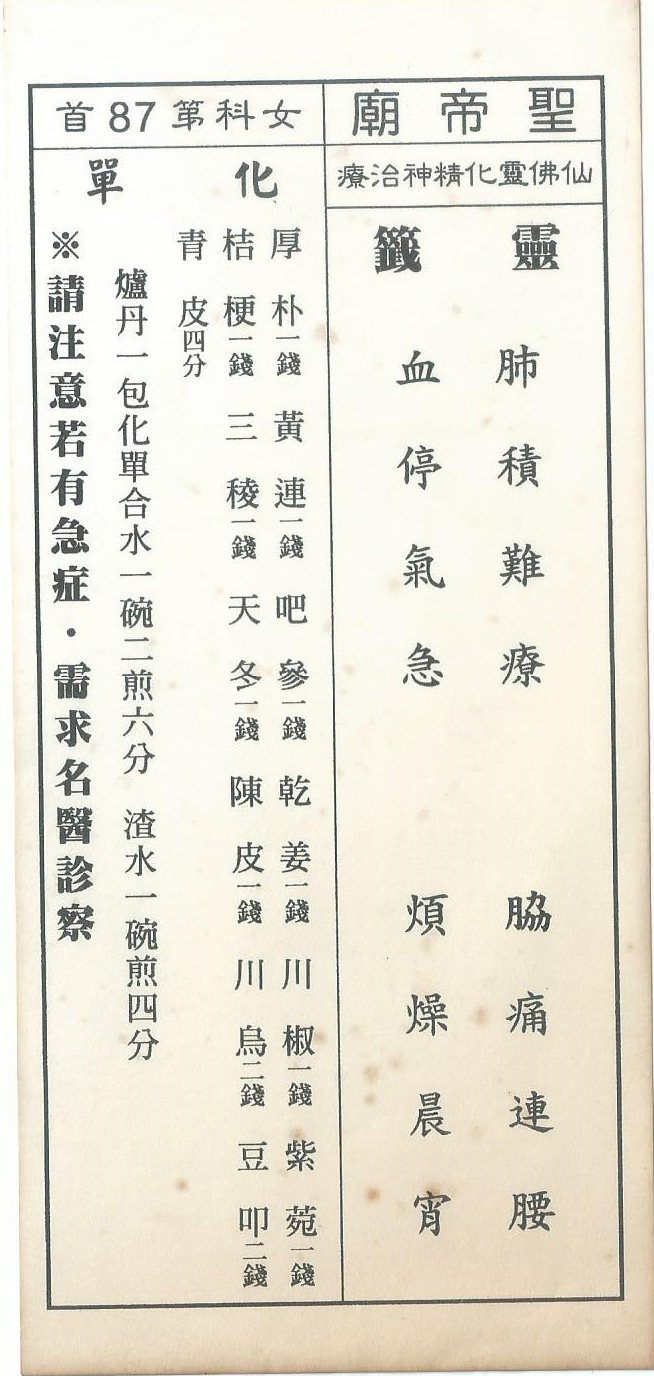 聖帝廟
仙佛靈化精神治療
靈籤
肺積難療　脇痛連腰
血停氣急　煩燥晨宵
女科第87首
化單
厚朴一錢　黃連一錢　吧參一錢　乾姜一錢　川椒一錢　紫菀一錢
桔梗一錢　三稜一錢　天冬一錢　陳皮一錢　川烏二錢　豆叩二錢
青皮四分
爐丹一包化單合水一碗二煎六分　渣水一碗煎四分
※請注意若有急症・需求名醫診察